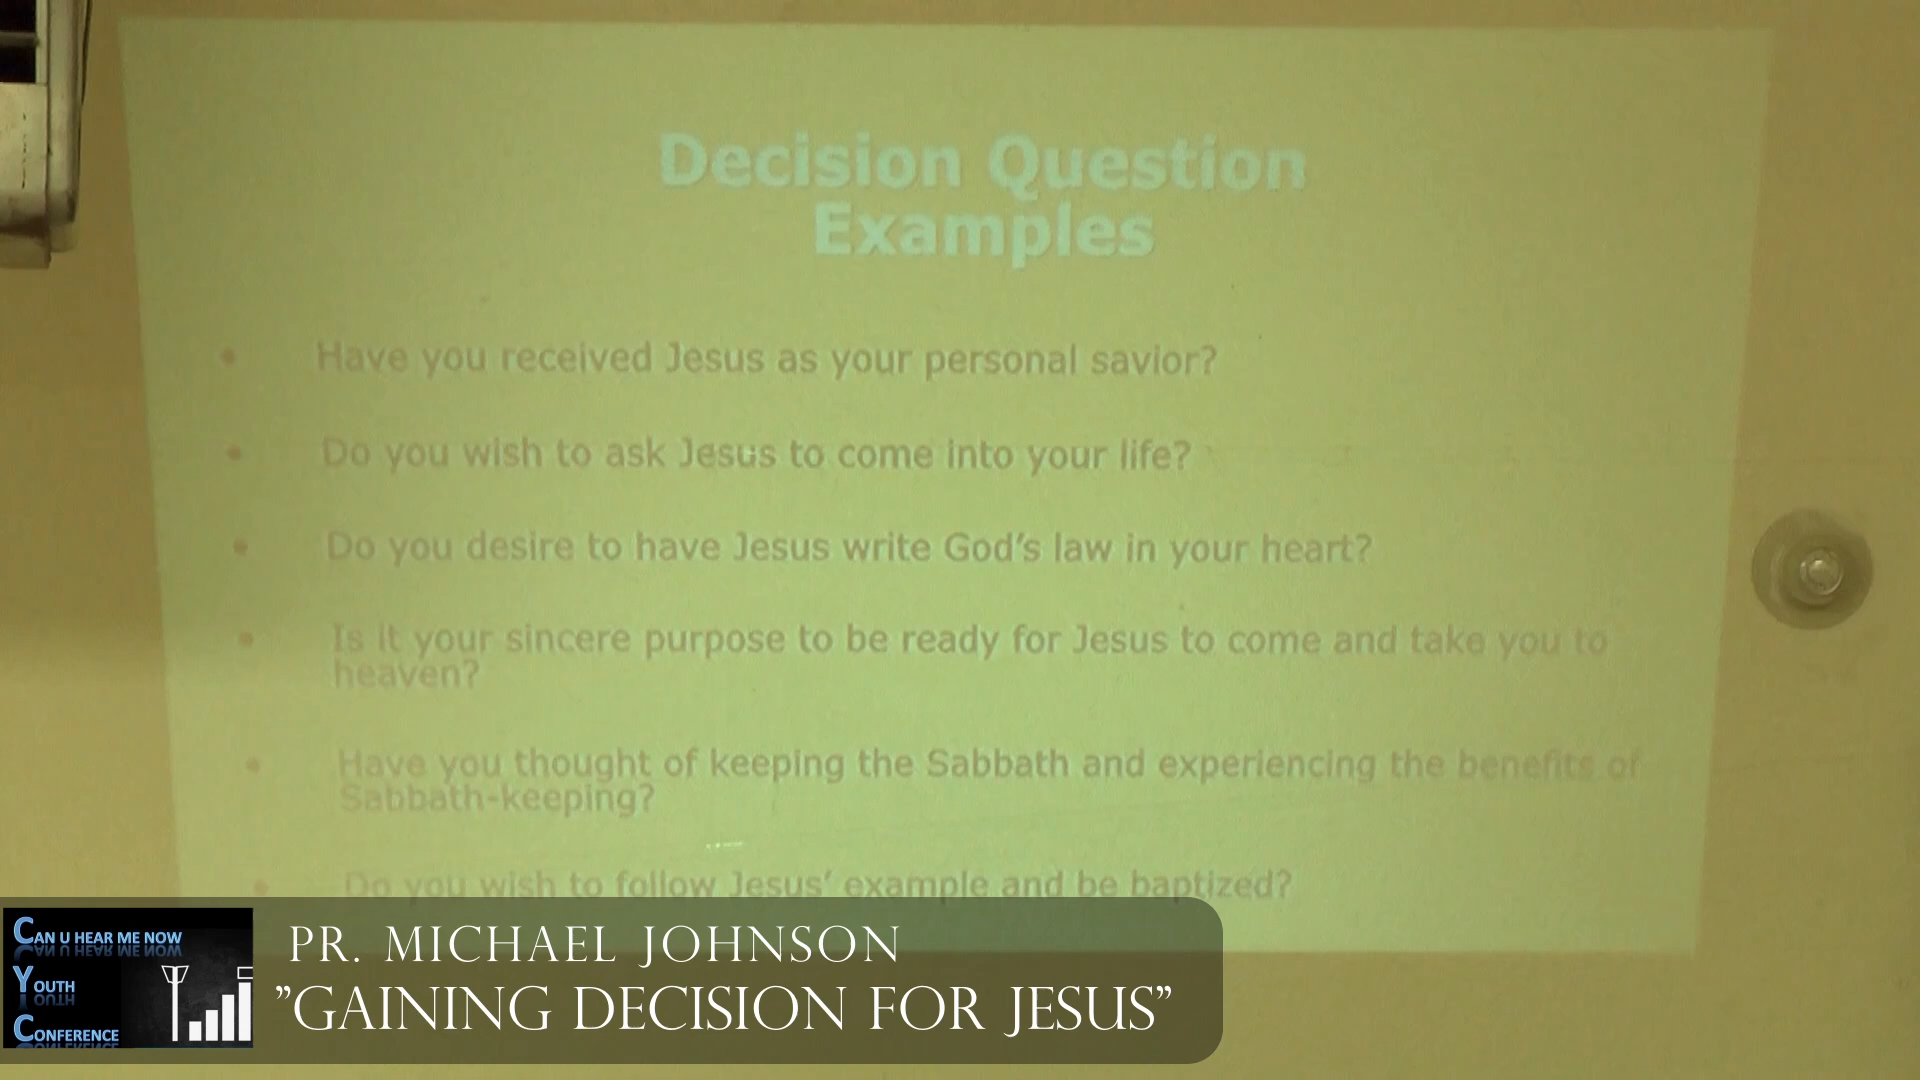 Decision Question
Examples
• Have you received Jesus as your personal savior?
• Do you wish to ask Jesus to come into your life?
• Do you desire to have Jesus write God's law in your heart?
• Is it your sincere purpose to be ready for Jesus to come and take you to
heaven?
• Have you thought of keeping the Sabbath and experiencing the benefits of
Sabbath-keeping?
• Do you wish to follow Jesus' example and be baptized?
CAN U HEAR ME NOW
YOUTH
CONFERENCE
PR. MICHAEL JOHNSON
"GAINING DECISION FOR JESUS"